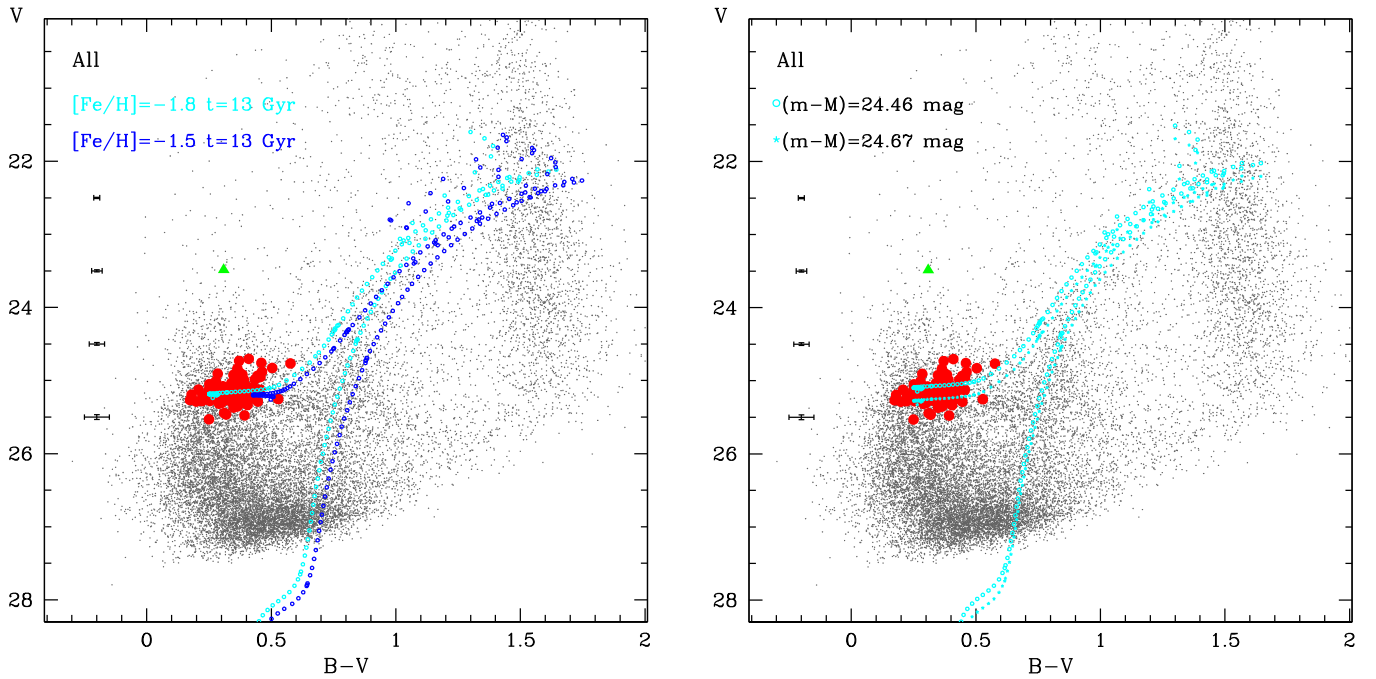 V
All
[Fe/H]=−1.8 t=13 Gyr
[Fe/H]=−1.5 t=13 Gyr
22
24
26
28
0 0.5 1 1.5 2
B−V
V
All
(m−M)=24.46 mag
(m−M)=24.67 mag
22
24
26
28
0 0.5 1 1.5 2
B−V